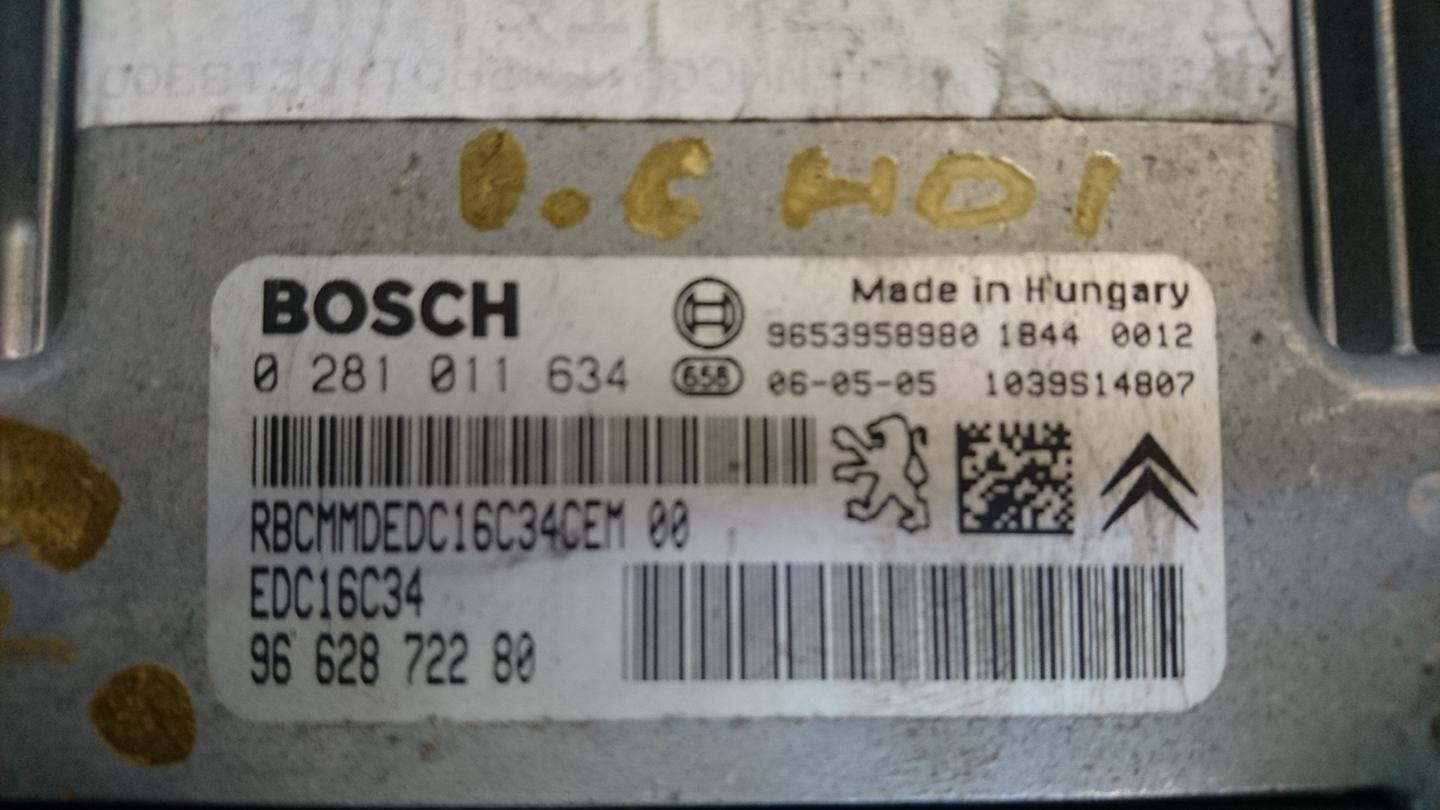 1.6 HDI
BOSCH
Made in Hungary
9653958980 1844 0012
0 281 011 634
658
06-05-05 1039S14807
RBCMMDEDC16C34CEM 00
EDC16C34
96 628 722 80